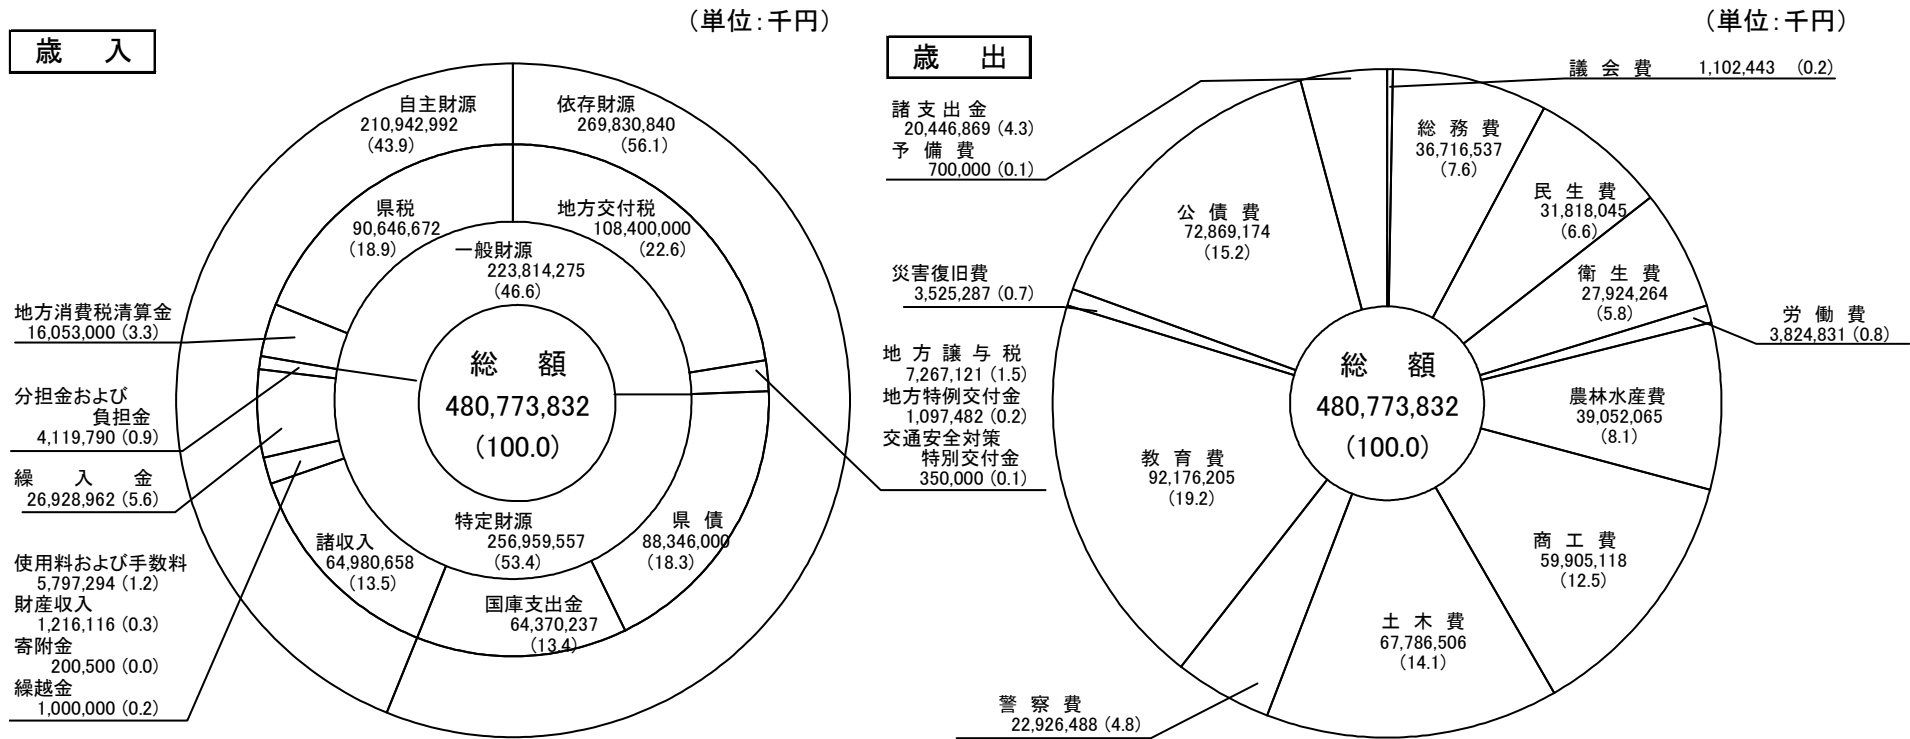 (単位:千円)
歳 入
自主財源
210,942,992
(43.9)
依存財源
269,830,840
(56.1)
県税
90,646,672
(18.9)
地方交付税
108,400,000
(22.6)
一般財源
223,814,275
(46.6)
総 額
480,773,832
(100.0)
地方消費税清算金
16,053,000 (3.3)
分担金および
負担金
4,119,790 (0.9)
繰 入 金
26,928,962 (5.6)
使用料および手数料
5,797,294 (1.2)
財産収入
1,216,116 (0.3)
寄附金
200,500 (0.0)
繰越金
1,000,000 (0.2)
諸収入
64,980,658
(13.5)
特定財源
256,959,557
(53.4)
国庫支出金
64,370,237
(13.4)
県 債
88,346,000
(18.3)
地 方 譲 与 税
7,267,121 (1.5)
地方特例交付金
1,097,482 (0.2)
交通安全対策
特別交付金
350,000 (0.1)
(単位:千円)
歳 出
議 会 費 1,102,443 (0.2)
総 務 費
36,716,537
(7.6)
民 生 費
31,818,045
(6.6)
衛 生 費
27,924,264
(5.8)
労 働 費
3,824,831 (0.8)
農林水産費
39,052,065
(8.1)
商 工 費
59,905,118
(12.5)
土 木 費
67,786,506
(14.1)
警 察 費
22,926,488 (4.8)
教 育 費
92,176,205
(19.2)
災害復旧費
3,525,287 (0.7)
公 債 費
72,869,174
(15.2)
諸 支 出 金
20,446,869 (4.3)
予 備 費
700,000 (0.1)
総 額
480,773,832
(100.0)